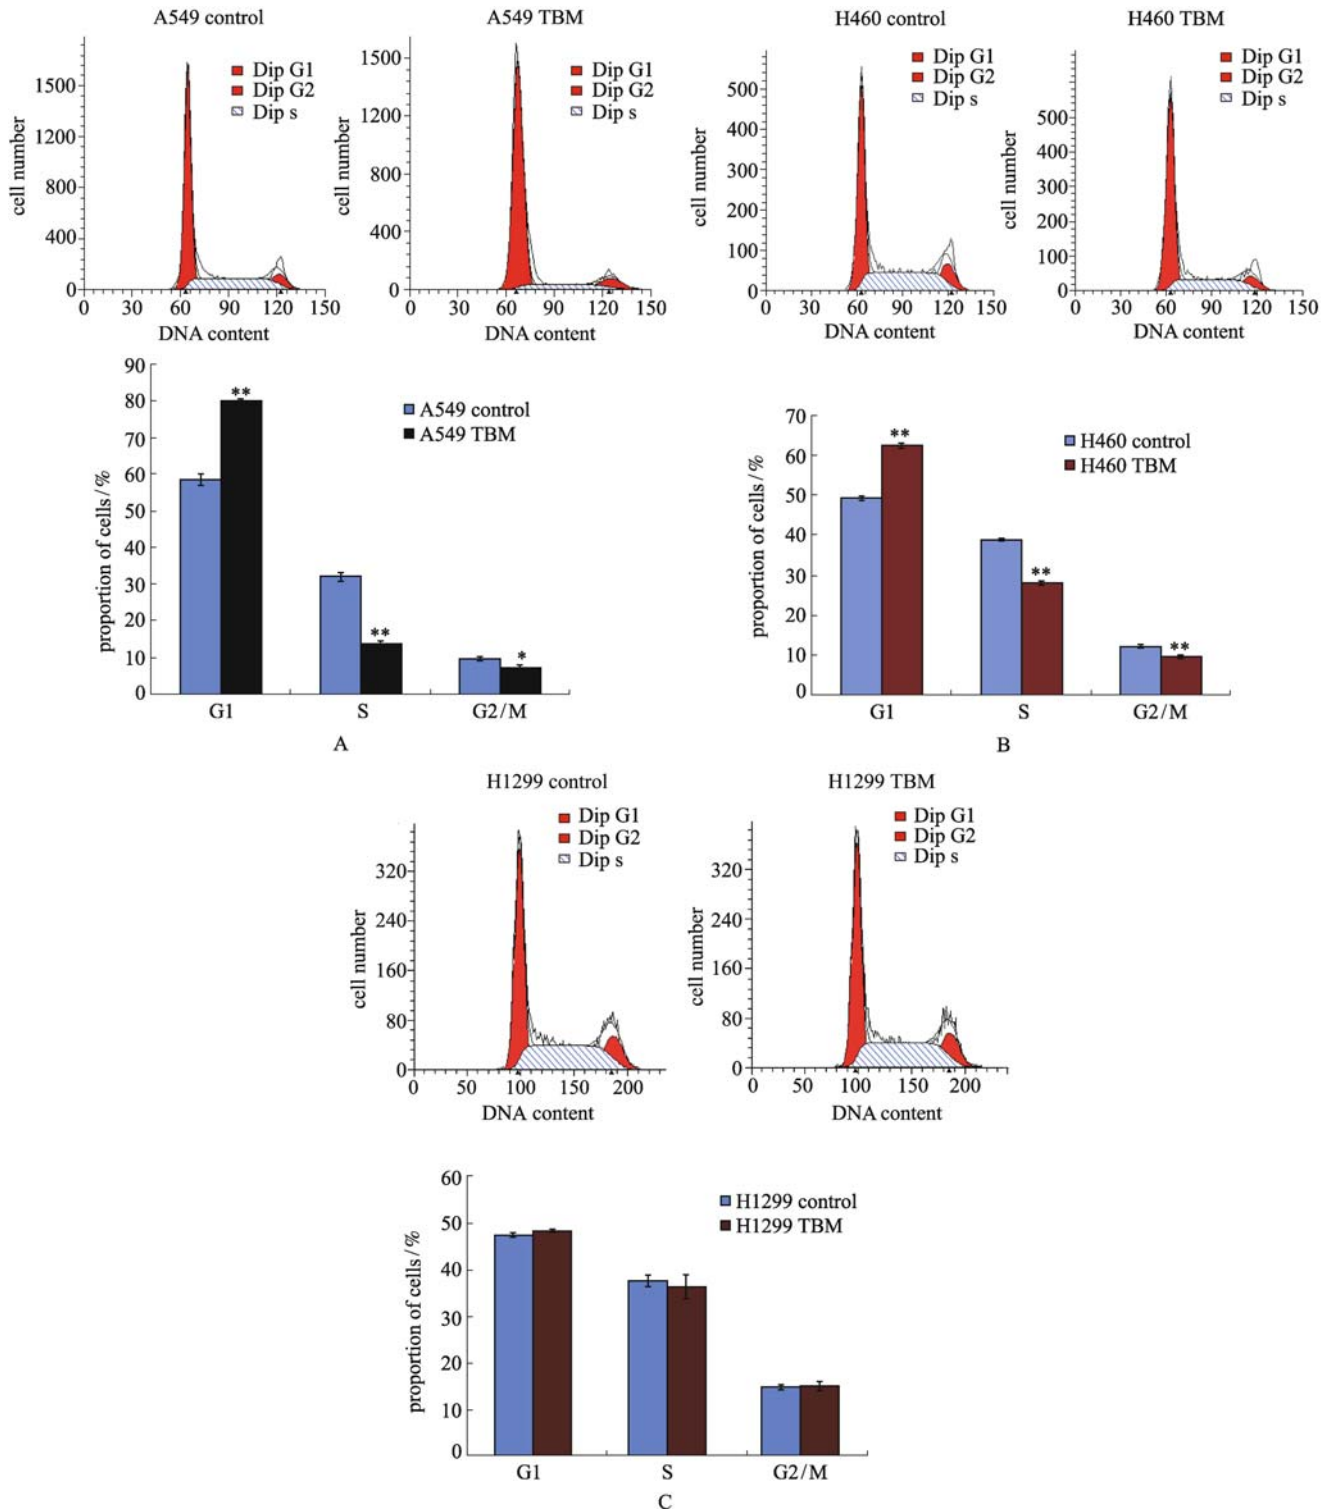 A549 control
A549 TBM
H460 control
H460 TBM
Dip G1
Dip G2
Dip s
cell number
1500
1200
800
400
0
0 30 60 90 120 150
DNA content
Dip G1
Dip G2
Dip s
cell number
1500
1200
800
400
0
0 30 60 90 120 150
DNA content
Dip G1
Dip G2
Dip s
cell number
500
400
300
200
100
0
0 30 60 90 120 150
DNA content
Dip G1
Dip G2
Dip s
cell number
500
400
300
200
100
0
0 30 60 90 120 150
DNA content
proportion of cells/%
90
80
70
60
50
40
30
20
10
0
A549 control
A549 TBM
**
**
*
G1 S G2/M
A
proportion of cells/%
70
60
50
40
30
20
10
0
H460 control
H460 TBM
**
**
**
G1 S G2/M
B
H1299 control
H1299 TBM
Dip G1
Dip G2
Dip s
cell number
320
240
160
80
0
0 50 100 150 200
DNA content
Dip G1
Dip G2
Dip s
cell number
320
240
160
80
0
0 50 100 150 200
DNA content
proportion of cells/%
60
50
40
30
20
10
0
H1299 control
H1299 TBM
G1 S G2/M
C